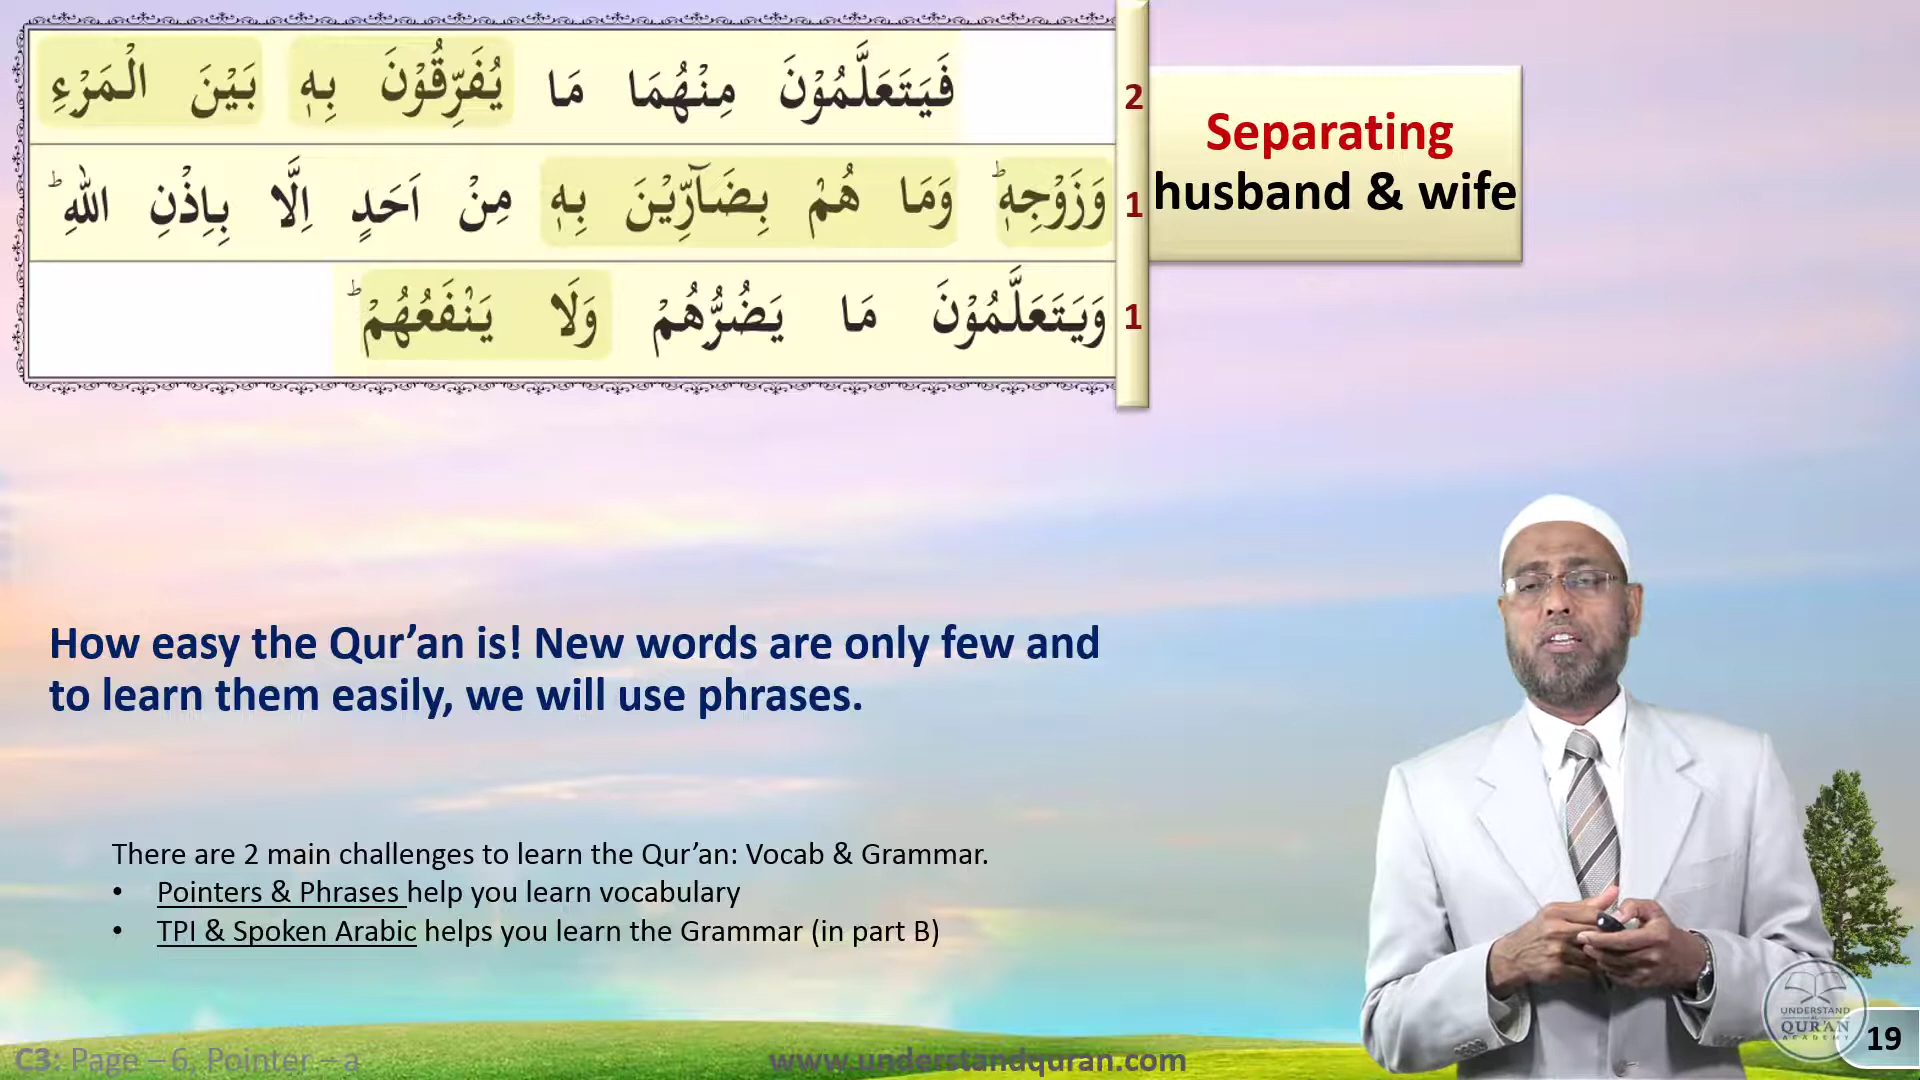 فَيَتَعَلَّمُوْنَ مِنْهُمَا مَا يُفَرِّقُوْنَ بِهٖ بَيْنَ الْمَرْءِ
وَزَوْجِهٖ ؕ وَمَا هُمْ بِضَآرِّيْنَ بِهٖ مِنْ اَحَدٍ اِلَّا بِاِذْنِ اللّٰهِ ؕ
وَيَتَعَلَّمُوْنَ مَا يَضُرُّهُمْ وَلَا يَنْفَعُهُمْ ؕ
2
1
1
Separating
husband & wife
How easy the Qur’an is! New words are only few and
to learn them easily, we will use phrases.
There are 2 main challenges to learn the Qur’an: Vocab & Grammar.
• Pointers & Phrases help you learn vocabulary
• TPI & Spoken Arabic helps you learn the Grammar (in part B)
C3: Page – 6, Pointer – a
www.understandquran.com
UNDERSTAND
AL
QURAN
ACADEMY
19